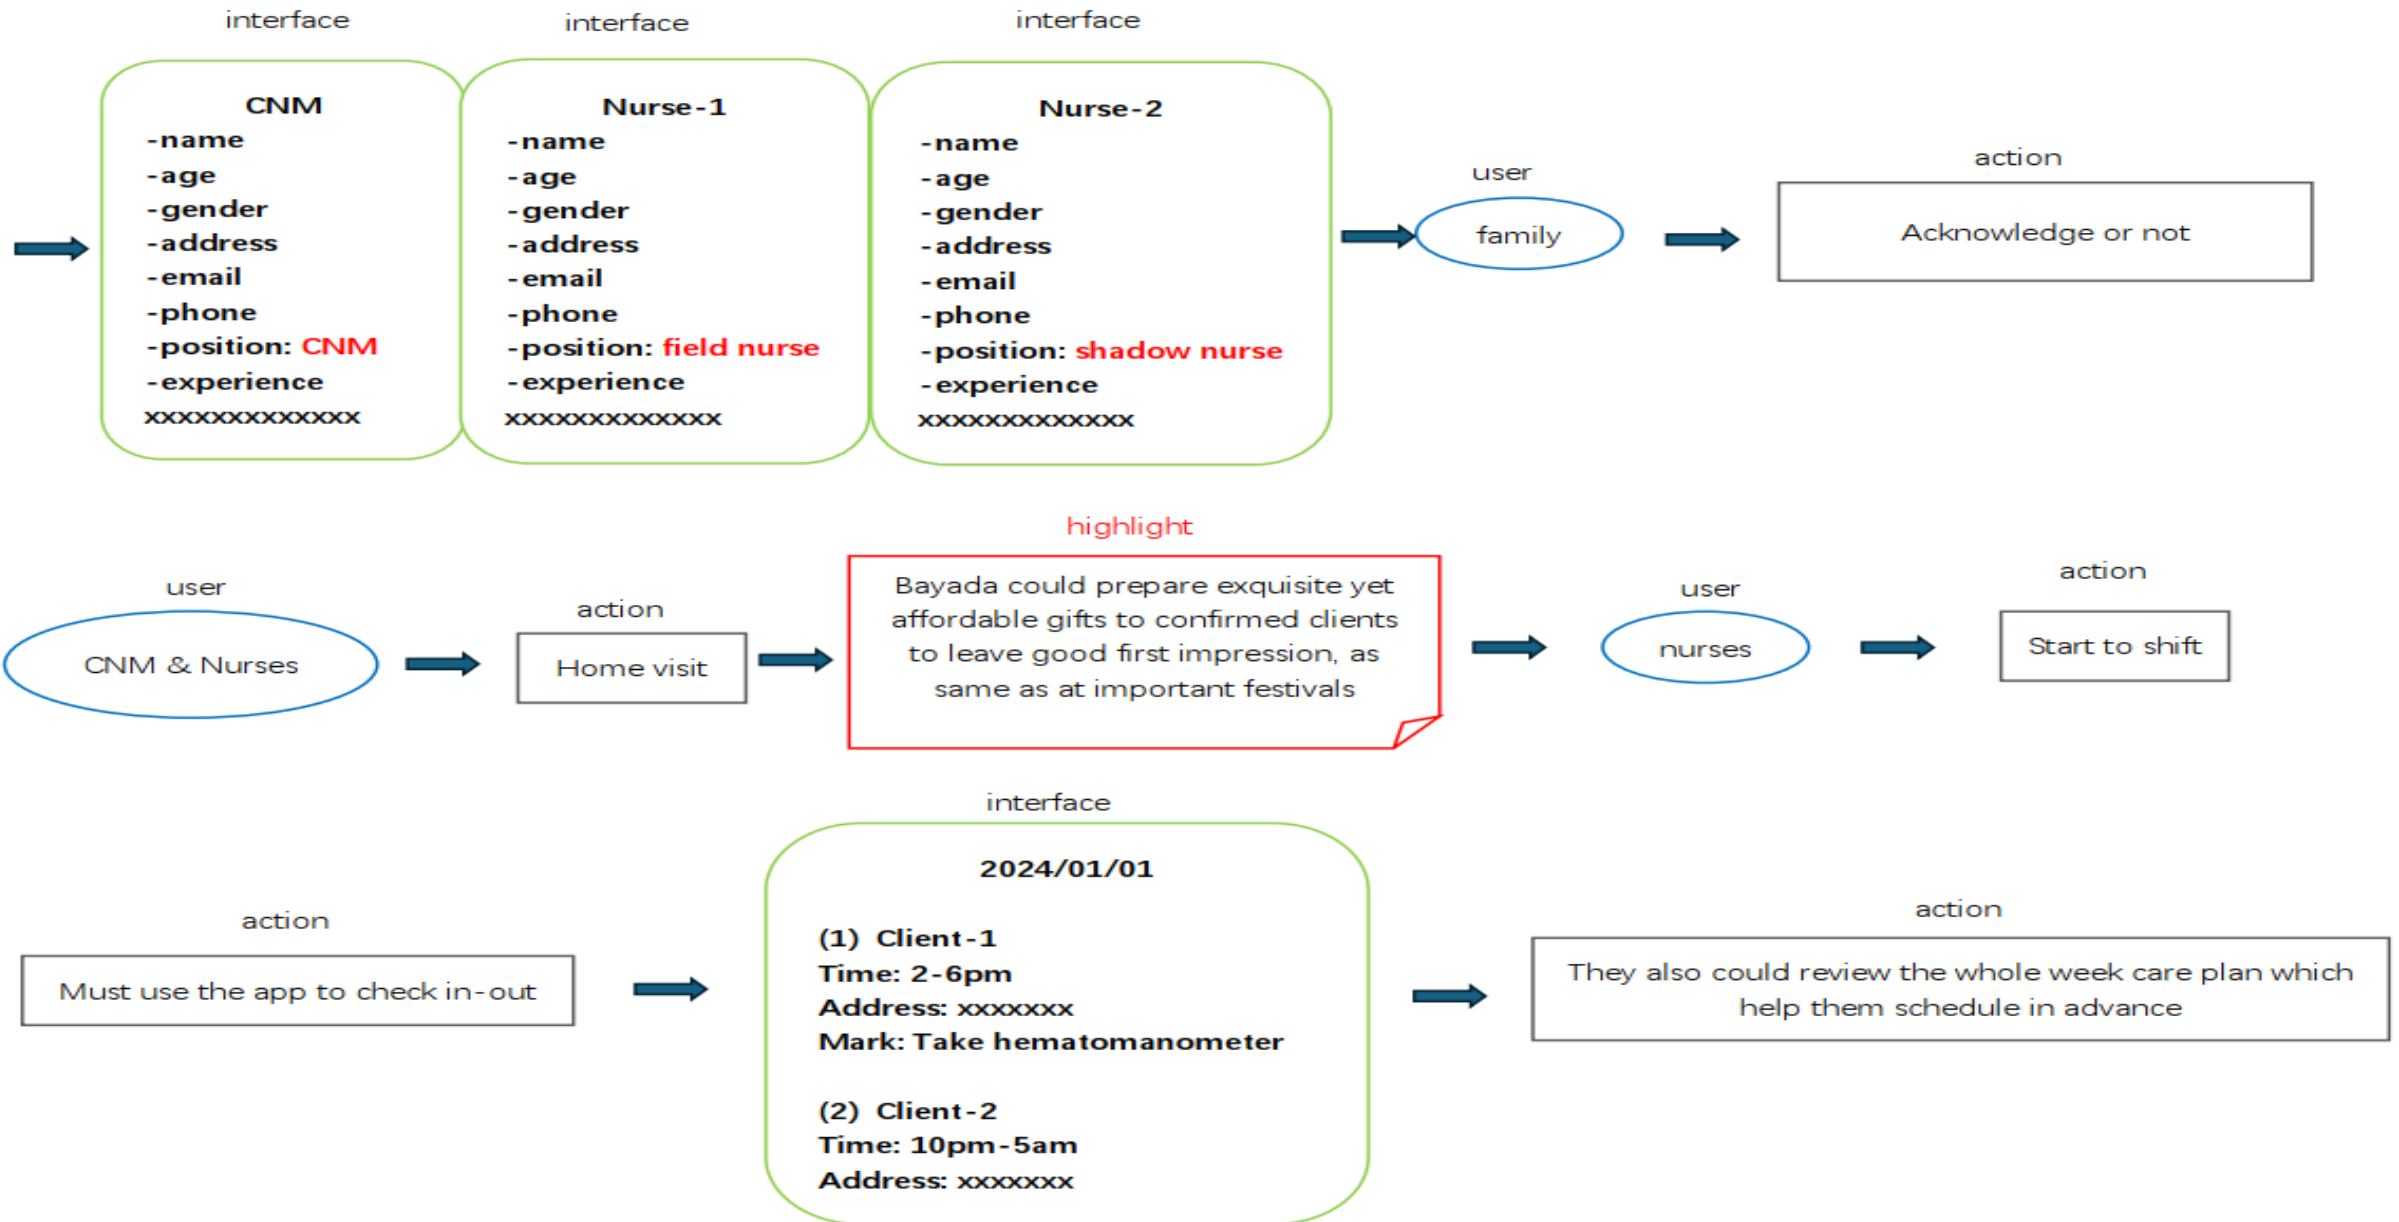 interface
CNM
-name
-age
-gender
-address
-email
-phone
-position: CNM
-experience
xxxxxxxxxxxxx
interface
Nurse-1
-name
-age
-gender
-address
-email
-phone
-position: field nurse
-experience
xxxxxxxxxxxxx
interface
Nurse-2
-name
-age
-gender
-address
-email
-phone
-position: shadow nurse
-experience
xxxxxxxxxxxxx
user
family
action
Acknowledge or not
user
CNM & Nurses
action
Home visit
highlight
Bayada could prepare exquisite yet
affordable gifts to confirmed clients
to leave good first impression, as
same as at important festivals
user
nurses
action
Start to shift
action
Must use the app to check in-out
interface
2024/01/01
(1) Client-1
Time: 2-6pm
Address: xxxxxxx
Mark: Take hematomanometer
(2) Client-2
Time: 10pm-5am
Address: xxxxxxx
action
They also could review the whole week care plan which
help them schedule in advance